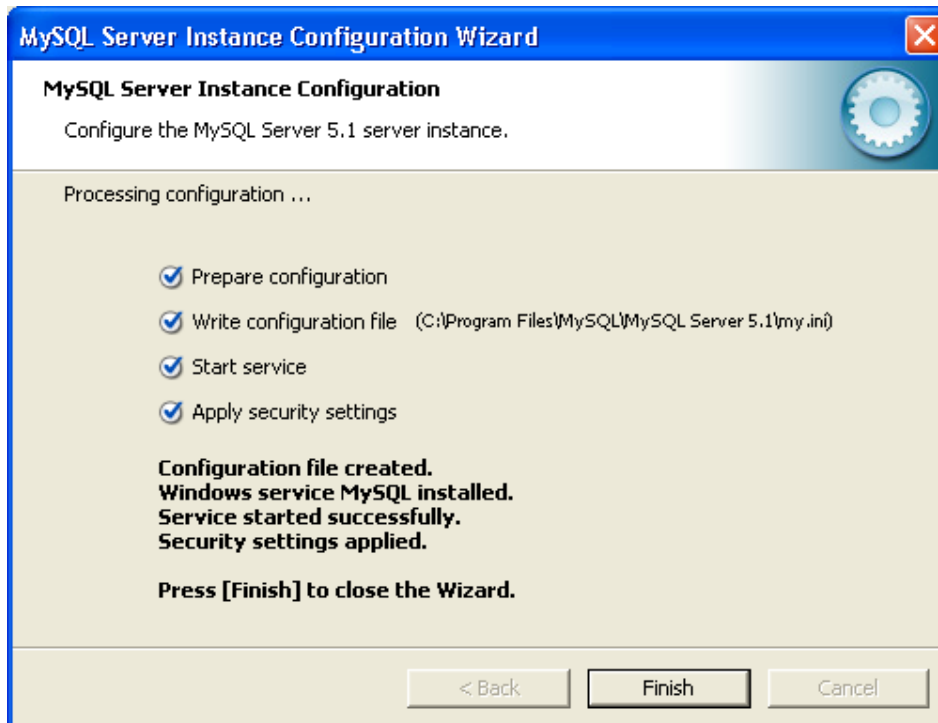 MySQL Server Instance Configuration Wizard
MySQL Server Instance Configuration
Configure the MySQL Server 5.1 server instance.
Processing configuration ...
Prepare configuration
Write configuration file (C:\Program Files\MySQL\MySQL Server 5.1\my.ini)
Start service
Apply security settings
Configuration file created.
Windows service MySQL installed.
Service started successfully.
Security settings applied.
Press [Finish] to close the Wizard.
< Back Finish Cancel